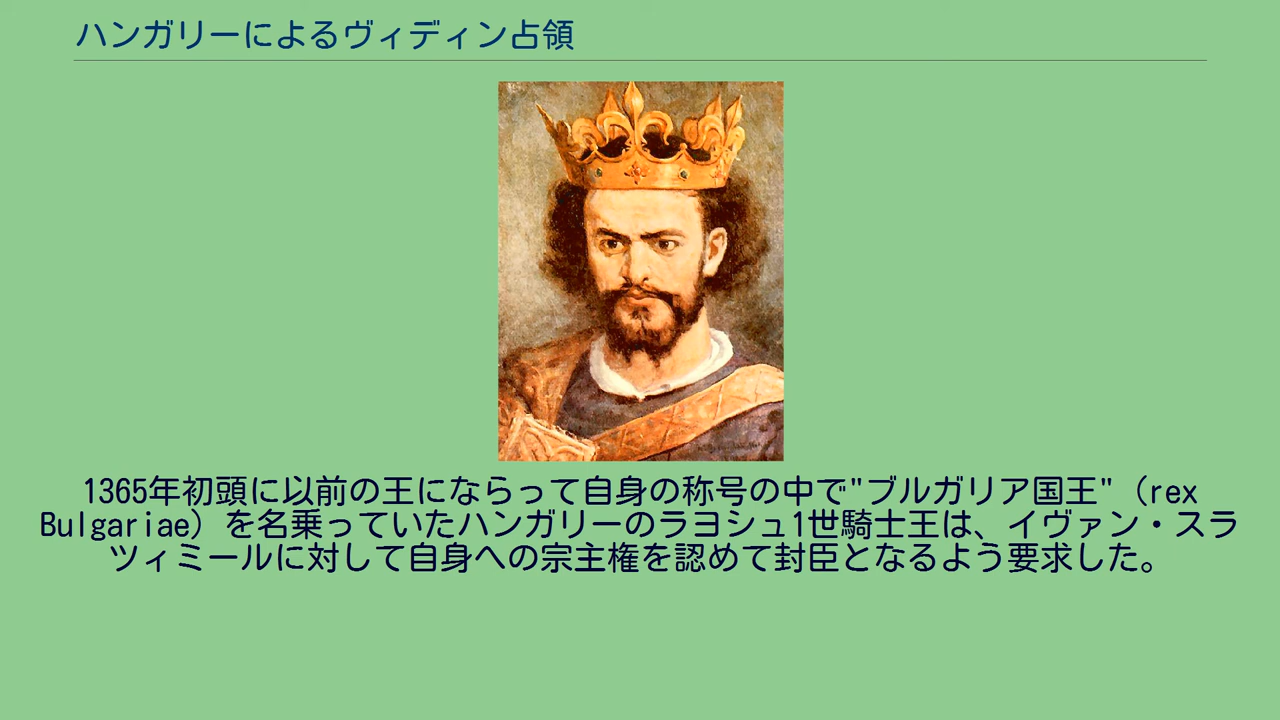 ハンガリーによるヴィディン占領
1365年初頭に以前の王にならって自身の称号の中で"ブルガリア国王"（rex
Bulgariae）を名乗っていたハンガリーのラヨシュ1世騎士王は、イヴァン・スラ
ツィミールに対して自身への宗主権を認めて封臣となるよう要求した。